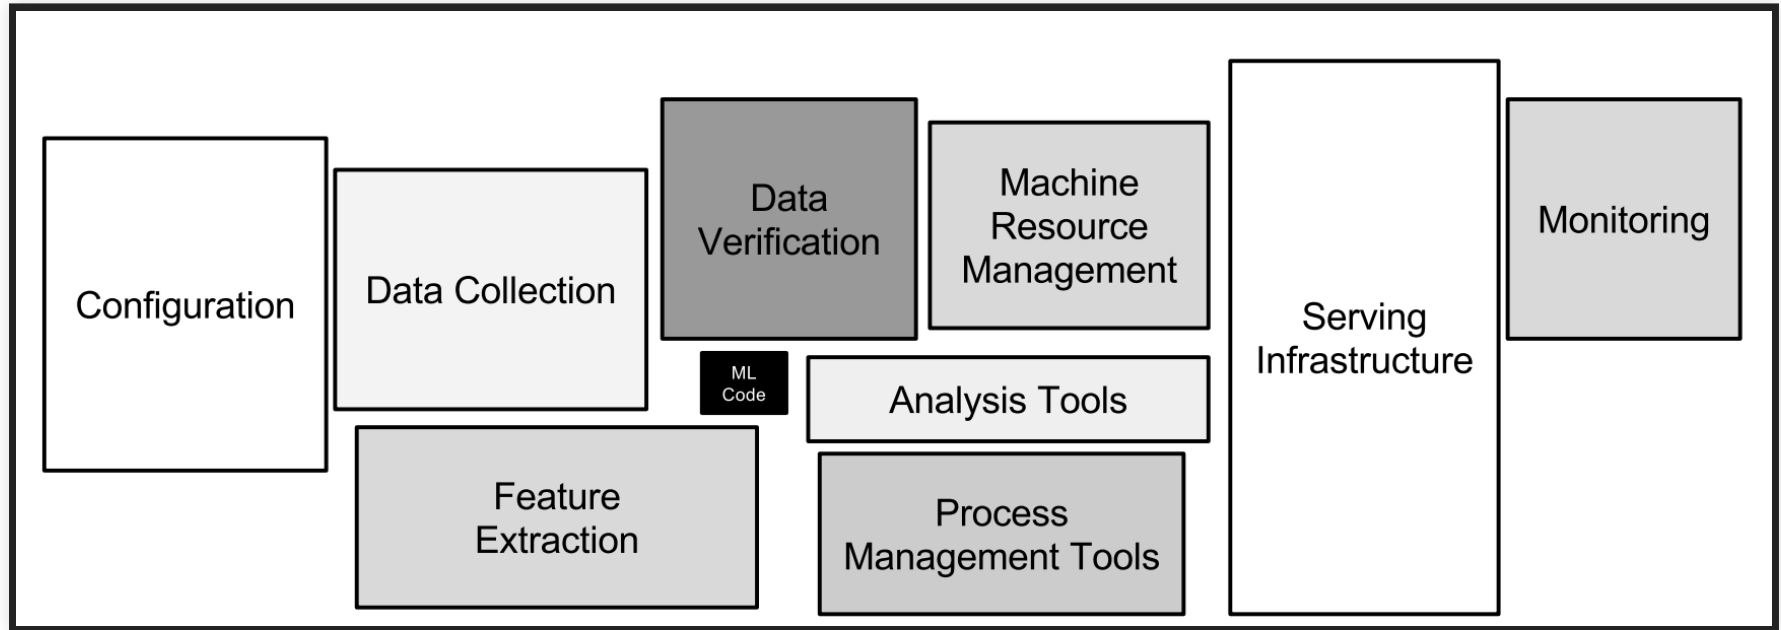 Configuration
Data Collection
Feature
Extraction
Data
Verification
ML
Code
Machine
Resource
Management
Analysis Tools
Process
Management Tools
Serving
Infrastructure
Monitoring